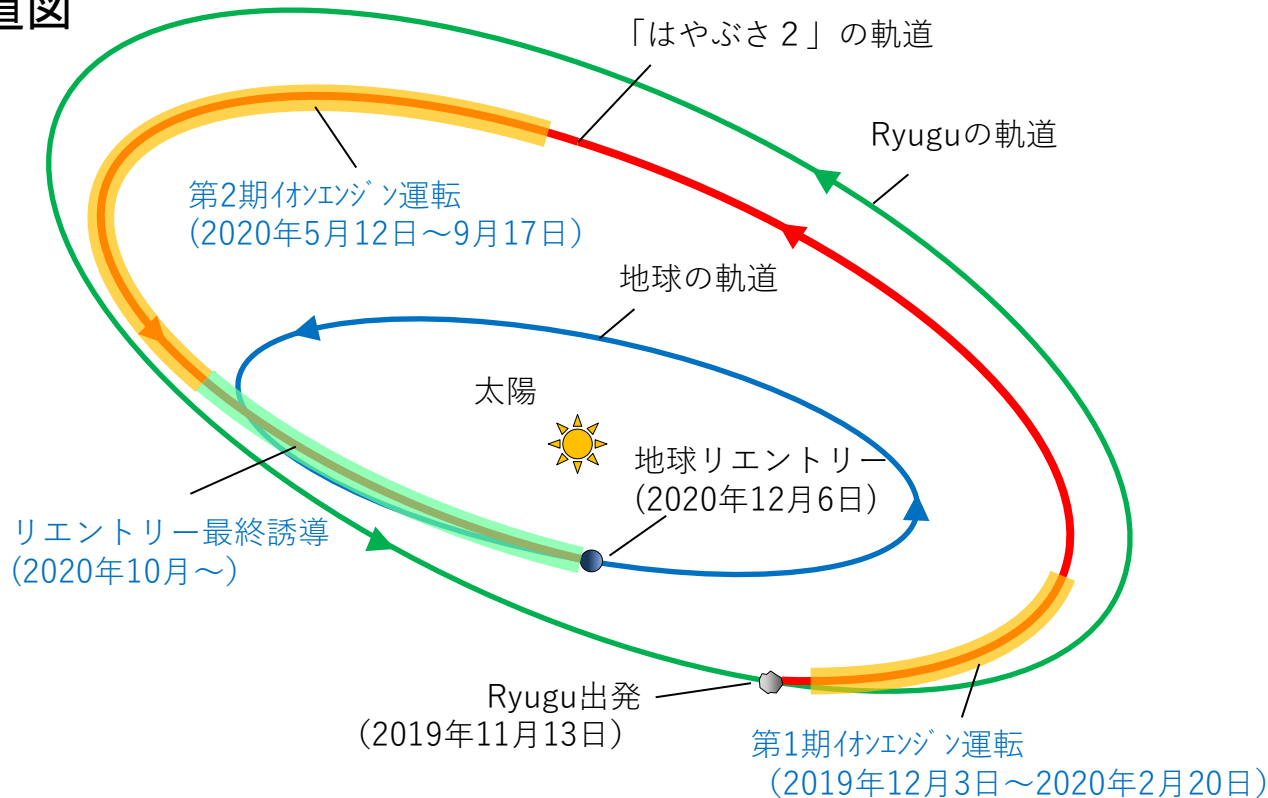 道図
「はやぶさ２」の軌道
Ryuguの軌道
第2期ｲｵﾝｴﾝｼﾞﾝ運転
(2020年5月12日～9月17日)
地球の軌道
太陽
地球リエントリー
(2020年12月6日)
リエントリー最終誘導
(2020年10月～)
Ryugu出発
(2019年11月13日)
第1期ｲｵﾝｴﾝｼﾞﾝ運転
(2019年12月3日～2020年2月20日)